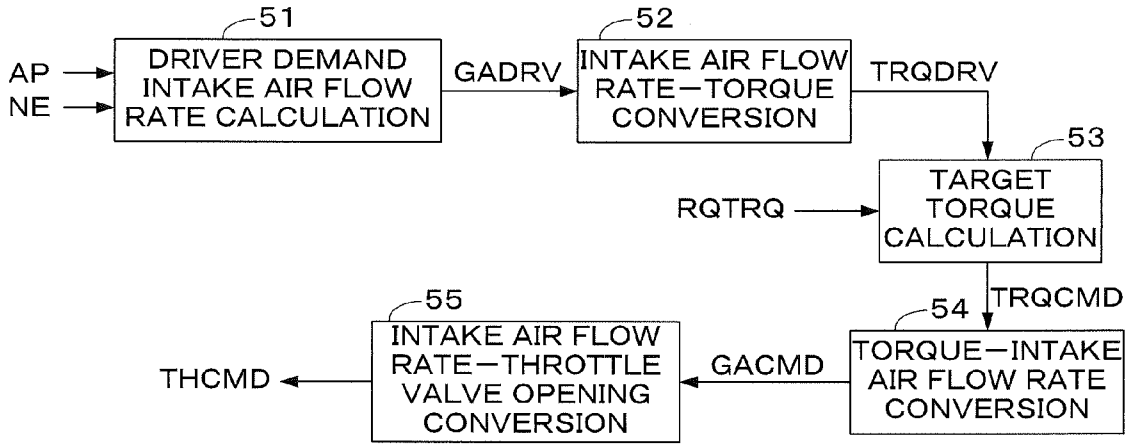 51
DRIVER DEMAND
INTAKE AIR FLOW
RATE CALCULATION
AP
NE
GADRV
52
INTAKE AIR FLOW
RATE－TORQUE
CONVERSION
TRQDRV
53
TARGET
TORQUE
CALCULATION
RQTRQ
TRQCMD
54
TORQUE－INTAKE
AIR FLOW RATE
CONVERSION
GACMD
55
INTAKE AIR FLOW
RATE－THROTTLE
VALVE OPENING
CONVERSION
THCMD